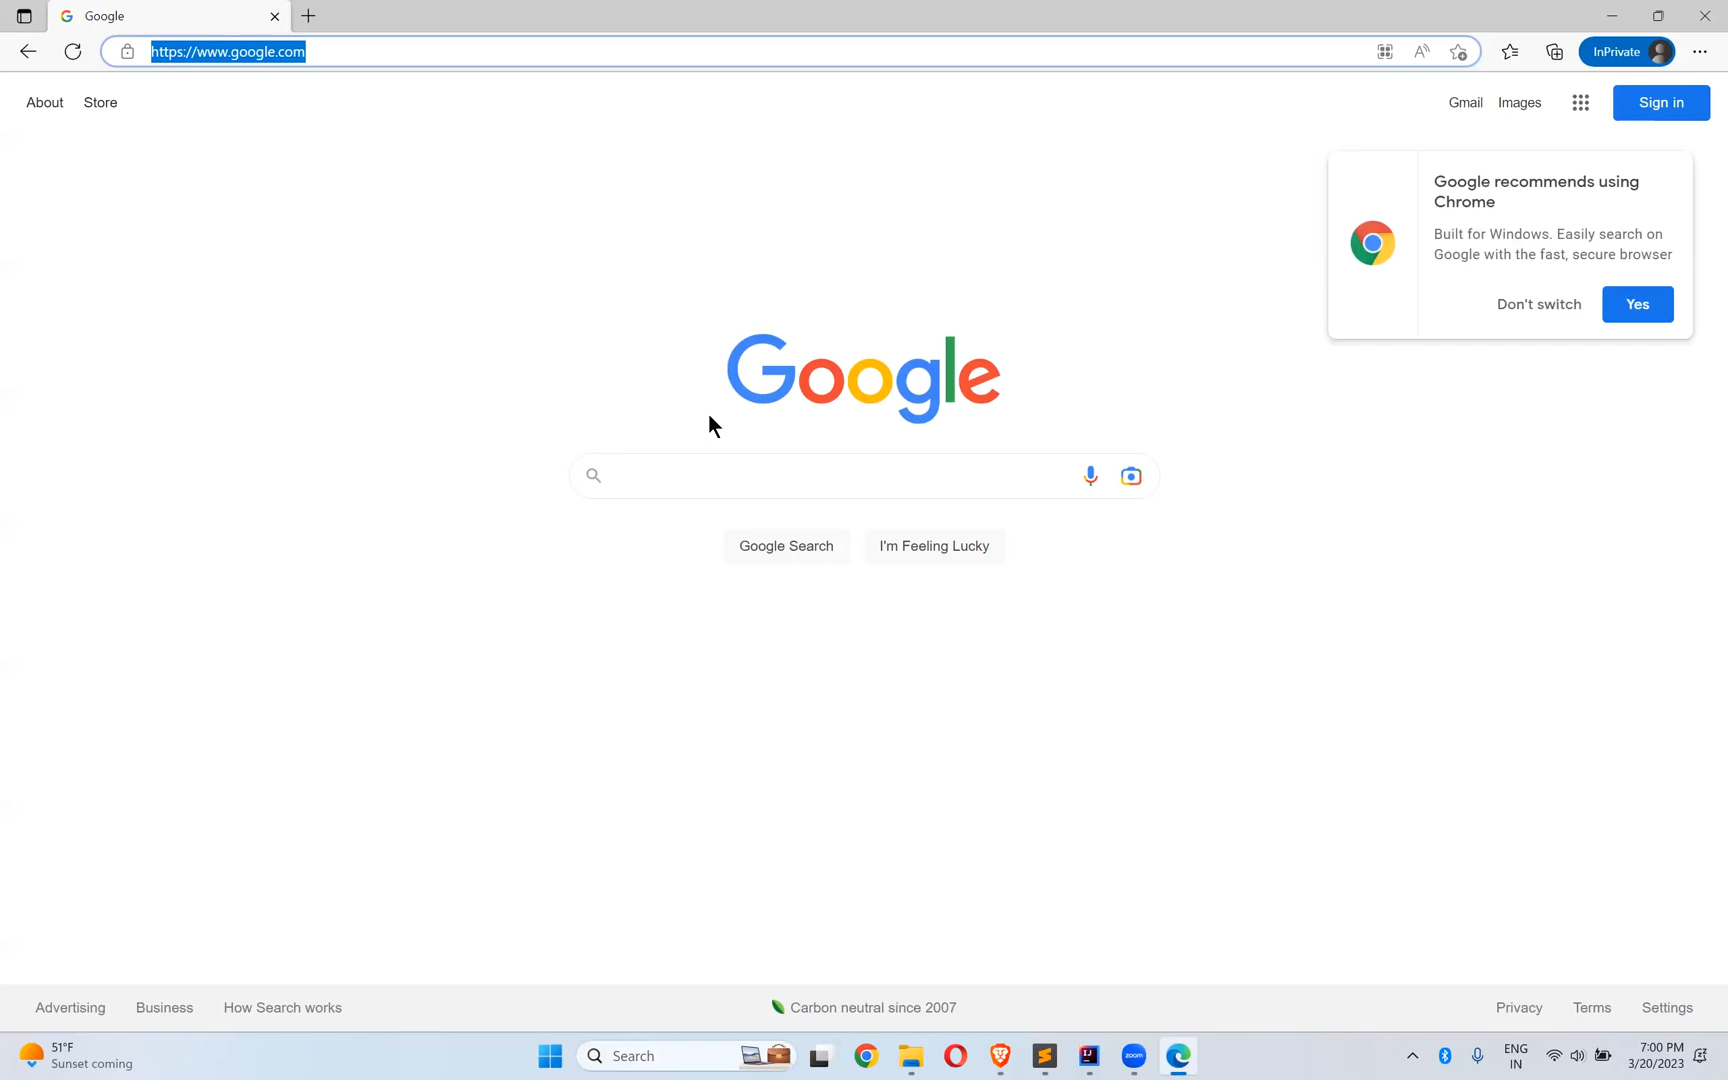 Google
https://www.google.com
InPrivate
About Store
Gmail Images Sign in
Google recommends using
Chrome
Built for Windows. Easily search on
Google with the fast, secure browser
Don't switch Yes
Google
Google Search I'm Feeling Lucky
Advertising Business How Search works
Carbon neutral since 2007
Privacy Terms Settings
51°F
Sunset coming
Search
zoom
ENG
IN
7:00 PM
3/20/2023